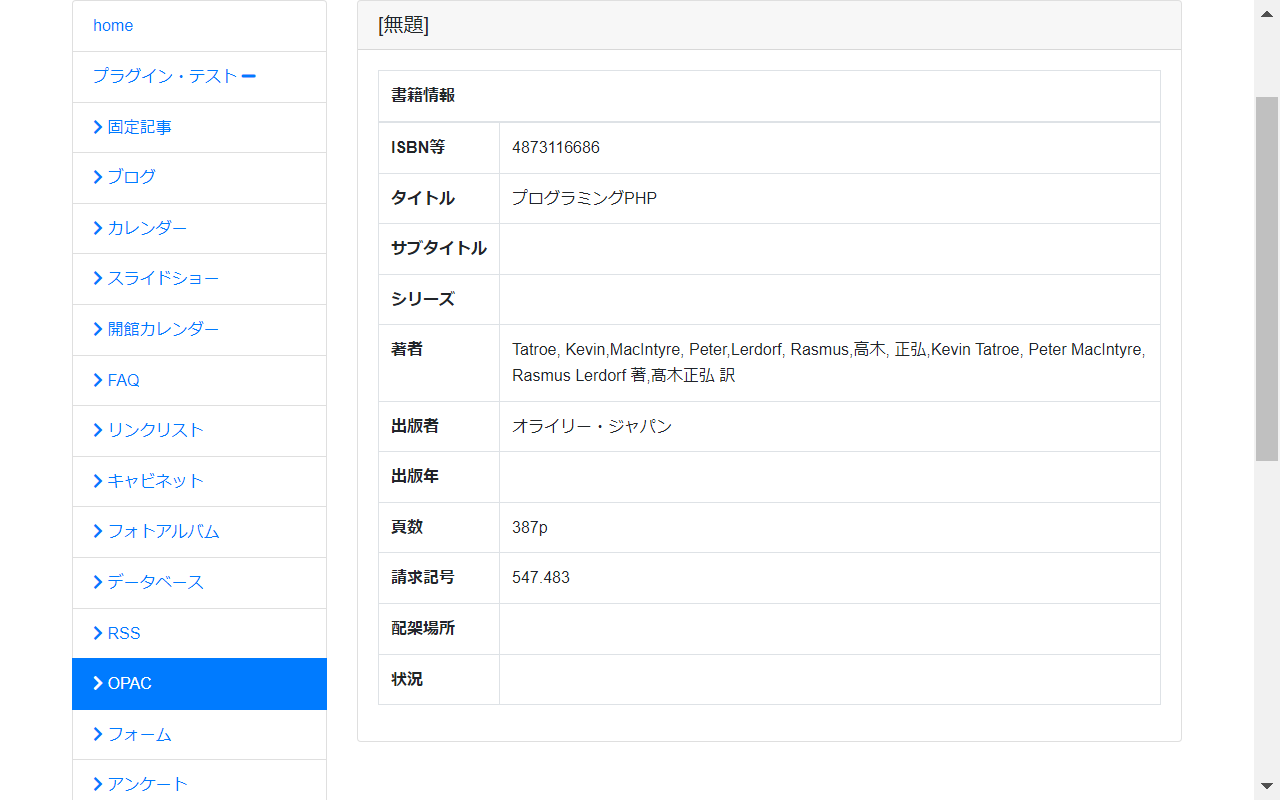 home
プラグイン・テスト
固定記事
ブログ
カレンダー
スライドショー
開館カレンダー
FAQ
リンクリスト
キャビネット
フォトアルバム
データベース
RSS
OPAC
フォーム
アンケート
[無題]
書籍情報
ISBN等 4873116686
タイトル プログラミングPHP
サブタイトル
シリーズ
著者 Tatroe, Kevin,MacIntyre, Peter,Lerdorf, Rasmus,高木, 正弘,Kevin Tatroe, Peter MacIntyre,
Rasmus Lerdorf 著,髙木正弘 訳
出版者 オライリー・ジャパン
出版年
頁数 387p
請求記号 547.483
配架場所
状況